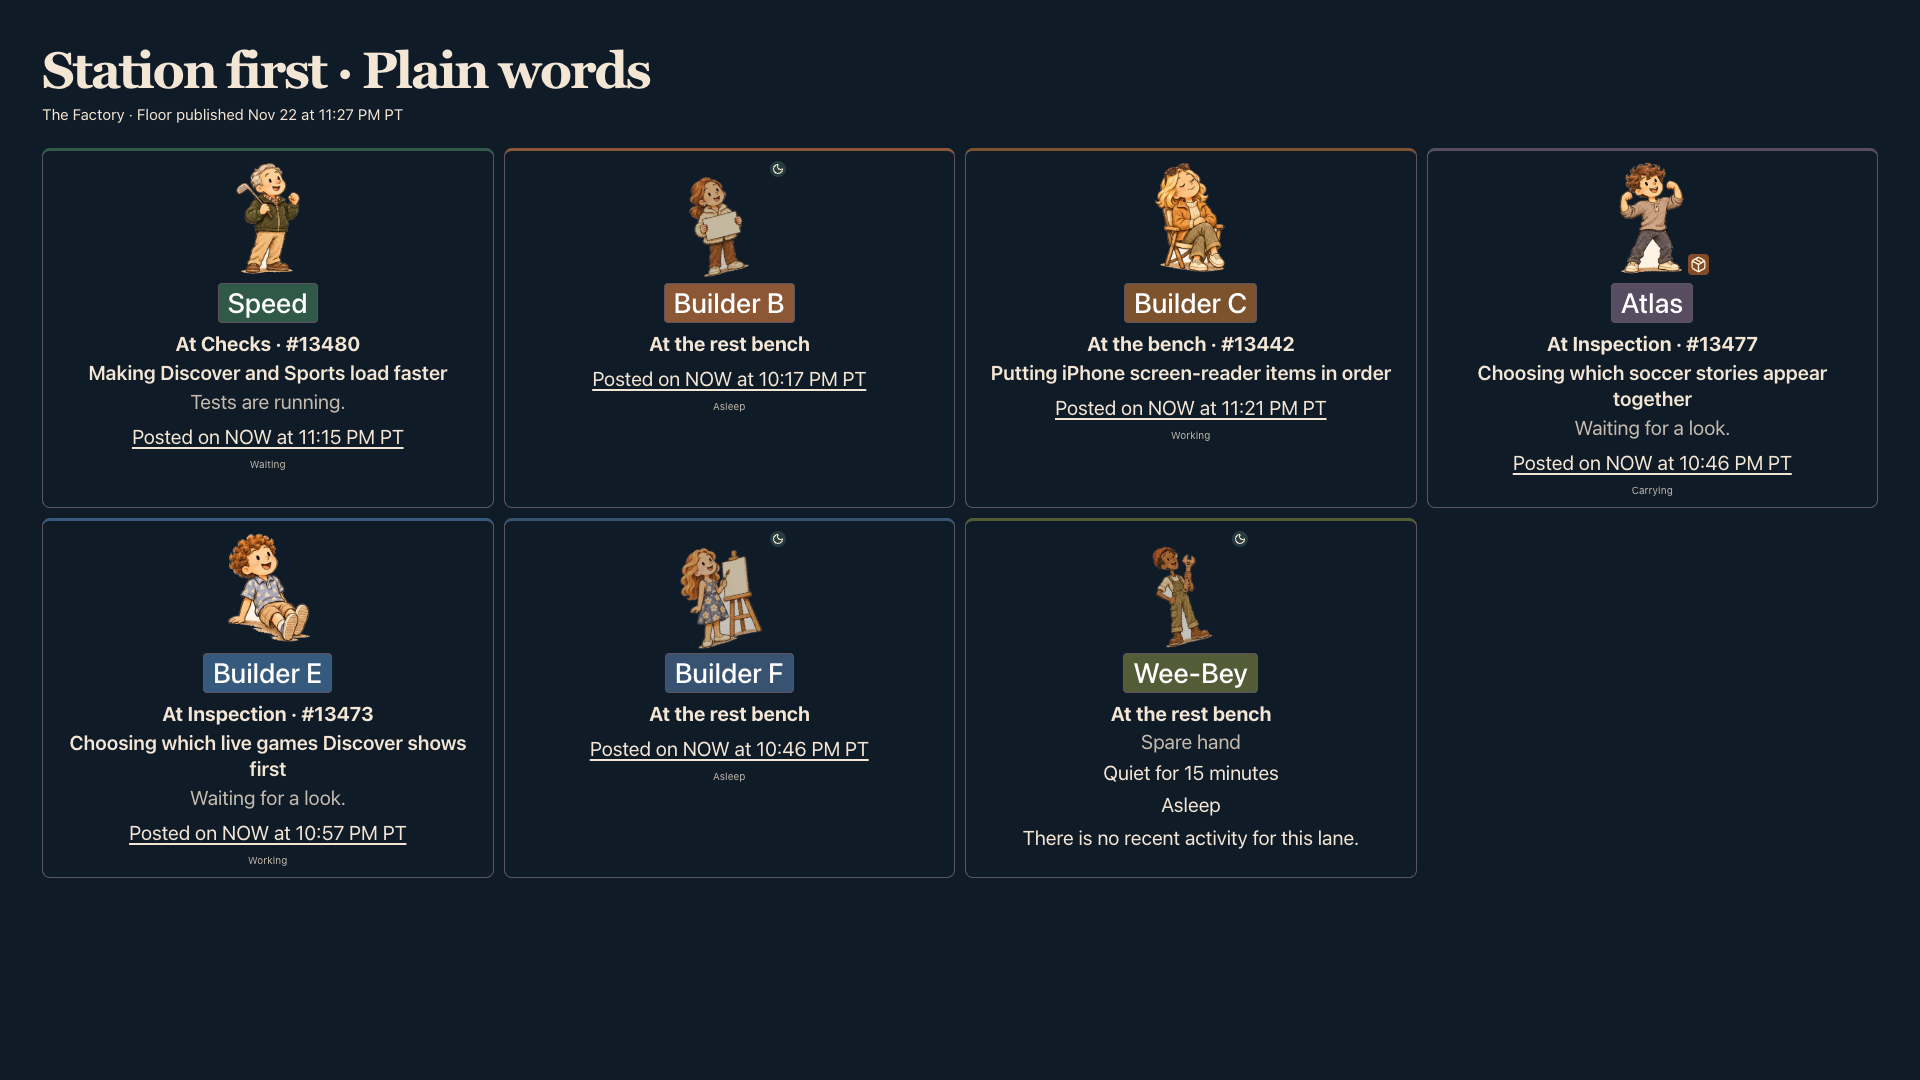 Station first · Plain words
The Factory · Floor published Nov 22 at 11:27 PM PT
Speed
At Checks · #13480
Making Discover and Sports load faster
Tests are running.
Posted on NOW at 11:15 PM PT
Waiting
Builder B
At the rest bench
Posted on NOW at 10:17 PM PT
Asleep
Builder C
At the bench · #13442
Putting iPhone screen-reader items in order
Posted on NOW at 11:21 PM PT
Working
Atlas
At Inspection · #13477
Choosing which soccer stories appear
together
Waiting for a look.
Posted on NOW at 10:46 PM PT
Carrying
Builder E
At Inspection · #13473
Choosing which live games Discover shows
first
Waiting for a look.
Posted on NOW at 10:57 PM PT
Working
Builder F
At the rest bench
Posted on NOW at 10:46 PM PT
Asleep
Wee-Bey
At the rest bench
Spare hand
Quiet for 15 minutes
Asleep
There is no recent activity for this lane.